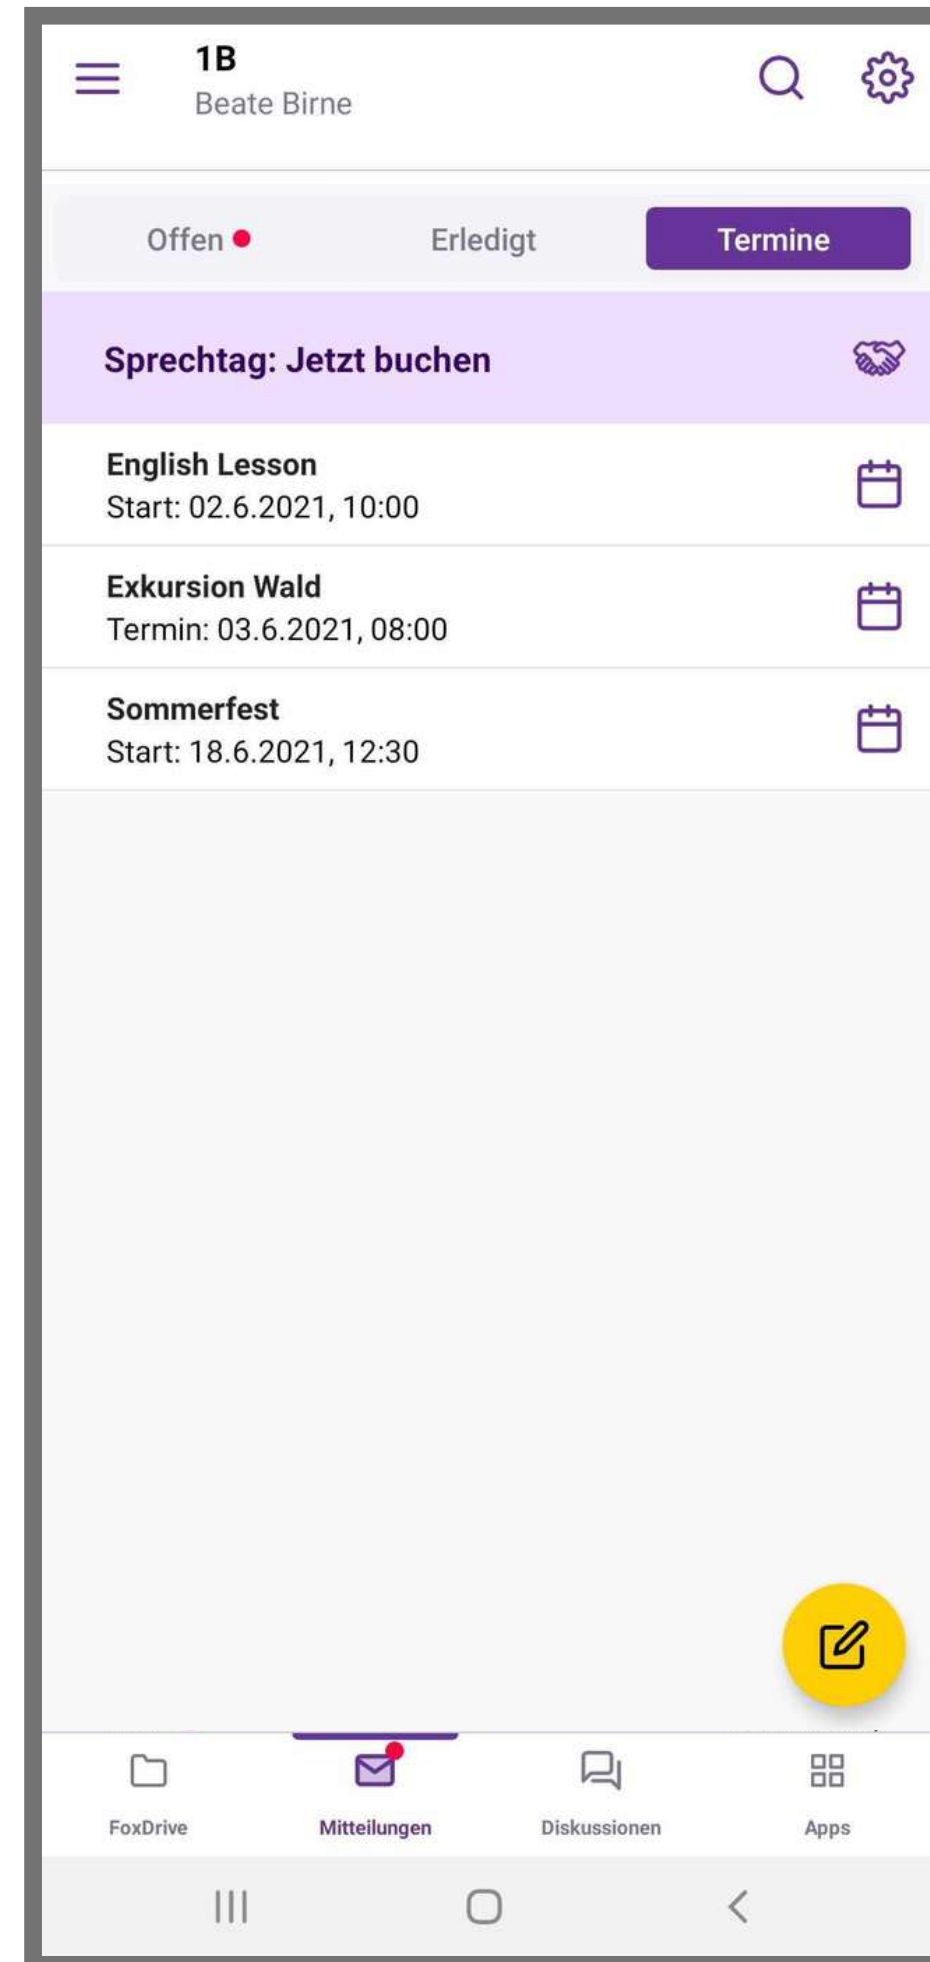 1B
Beate Birne
Offen
Erledigt
Termine
Sprechtag: Jetzt buchen
English Lesson
Start: 02.6.2021, 10:00
Exkursion Wald
Termin: 03.6.2021, 08:00
Sommerfest
Start: 18.6.2021, 12:30
FoxDrive
Mitteilungen
Diskussionen
Apps